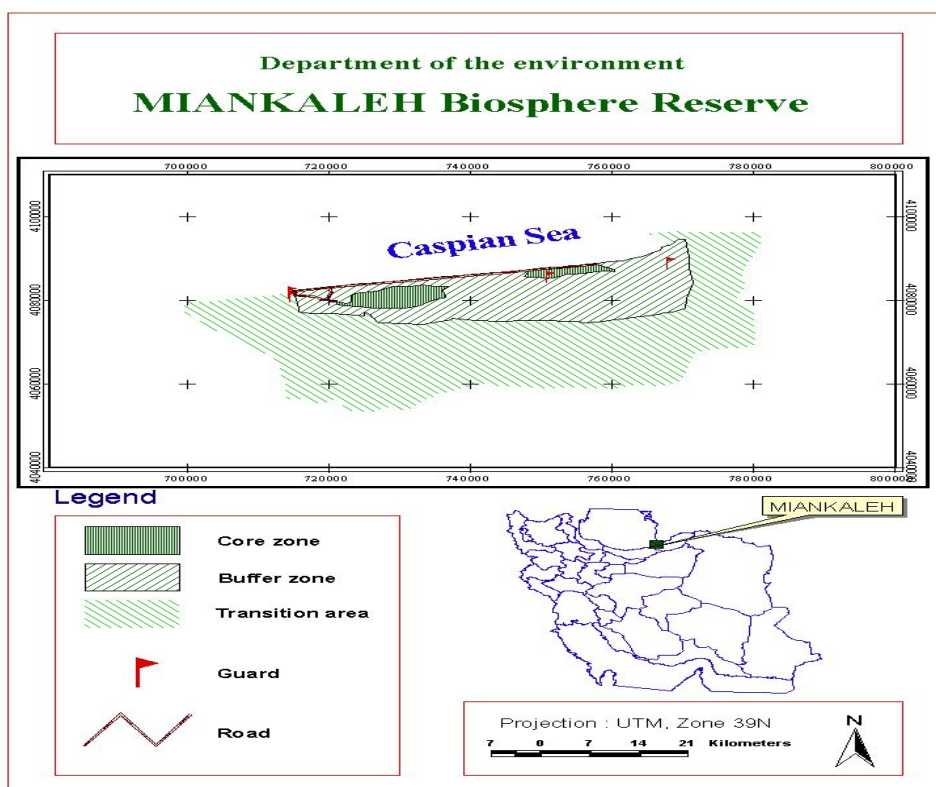 Department of the environment
MIANKALEH Biosphere Reserve
700000 720000 740000 760000 780000 800000
4100000 4100000
Caspian Sea
4080000 4080000
4060000 4060000
4040000 4040000
700000 720000 740000 760000 780000 800000
Legend
MIANKALEH
Core zone
Buffer zone
Transition area
Guard
Road
Projection : UTM, Zone 39N
N
7 0 7 14 21 Kilometers